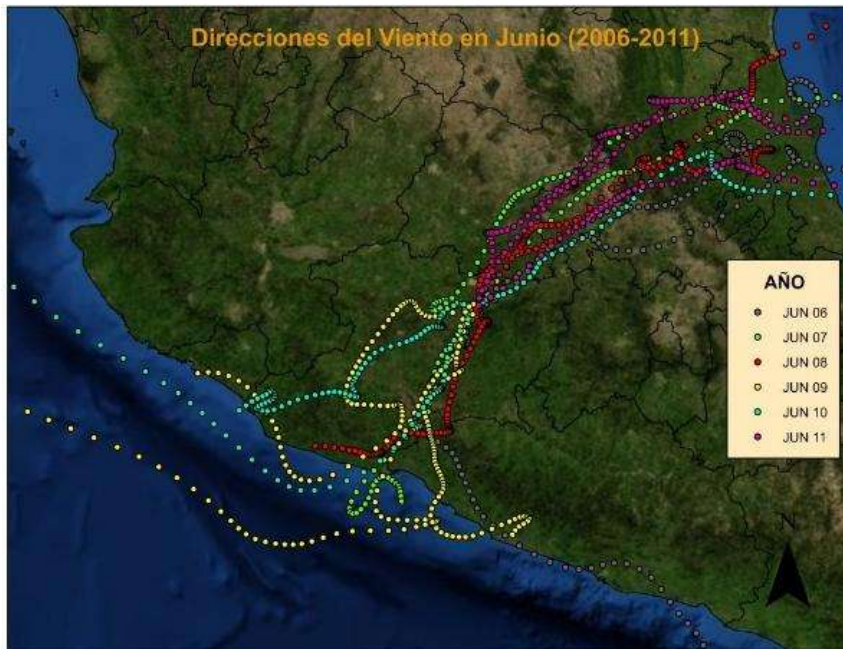 Direcciones del Viento en Junio (2006-2011)
AÑO
JUN 06
JUN 07
JUN 08
JUN 09
JUN 10
JUN 11
N